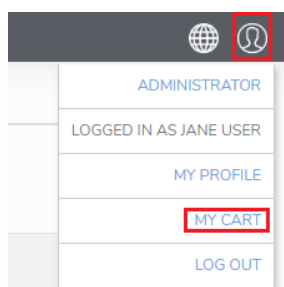 ADMINISTRATOR
LOGGED IN AS JANE USER
MY PROFILE
MY CART
LOG OUT